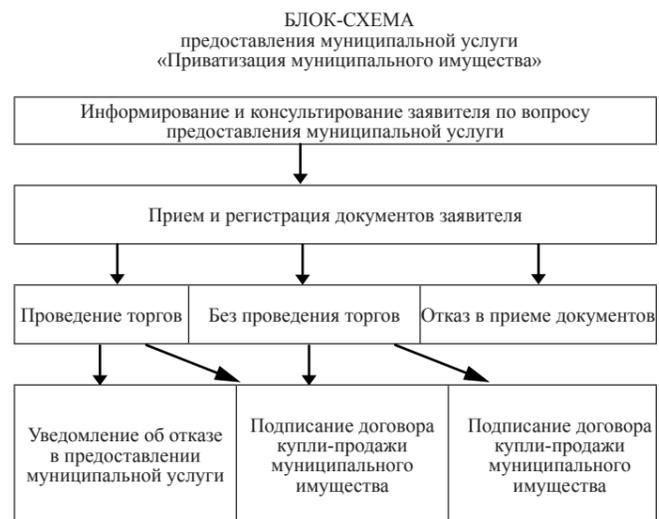 БЛОК-СХЕМА
предоставления муниципальной услуги
«Приватизация муниципального имущества»
Информирование и консультирование заявителя по вопросу
предоставления муниципальной услуги
Прием и регистрация документов заявителя
Проведение торгов
Без проведения торгов
Отказ в приеме документов
Уведомление об отказе
в предоставлении
муниципальной услуги
Подписание договора
купли-продажи
муниципального
имущества
Подписание договора
купли-продажи
муниципального
имущества